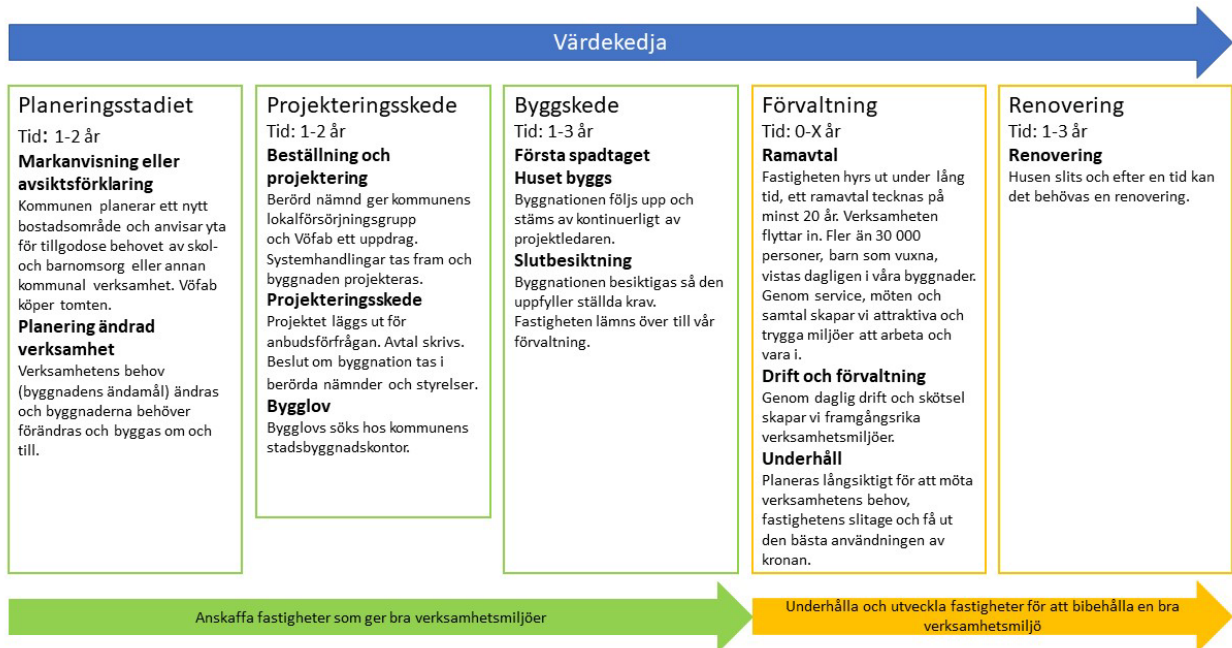 Värdekedja
Planeringsstadiet
Tid: 1-2 år
Markanvisning eller
avsiktsförklaring
Kommunen planerar ett nytt
bostadsområde och anvisar yta
för tillgodose behovet av skol-
och barnomsorg eller annan
kommunal verksamhet. Vöfab
köper tomten.
Planering ändrad
verksamhet
Verksamhetens behov
(byggnadens ändamål) ändras
och byggnaderna behöver
förändras och byggas om och
till.
Projekteringsskede
Tid: 1-2 år
Beställning och
projektering
Berörd nämnd ger kommunens
lokalförsörjningsgrupp
och Vöfab ett uppdrag.
Systemhandlingar tas fram och
byggnaden projekteras.
Projekteringsskede
Projektet läggs ut för
anbudsförfrågan. Avtal skrivs.
Beslut om byggnation tas i
berörda nämnder och styrelser.
Bygglov
Bygglovs söks hos kommunens
stadsbyggnadskontor.
Byggskede
Tid: 1-3 år
Första spadtaget
Huset byggs
Byggnationen följs upp och
stäms av kontinuerligt av
projektledaren.
Slutbesiktning
Byggnationen besiktigas så den
uppfyller ställda krav.
Fastigheten lämns över till vår
förvaltning.
Förvaltning
Tid: 0-X år
Ramavtal
Fastigheten hyrs ut under lång
tid, ett ramavtal tecknas på
minst 20 år. Verksamheten
flyttar in. Fler än 30 000
personer, barn som vuxna,
vistas dagligen i våra byggnader.
Genom service, möten och
samtal skapar vi attraktiva och
trygga miljöer att arbeta och
vara i.
Drift och förvaltning
Genom daglig drift och skötsel
skapar vi framgångsrika
verksamhetsmiljöer.
Underhåll
Planeras långsiktigt för att möta
verksamhetens behov,
fastighetens slitage och få ut
den bästa användningen av
kronan.
Renovering
Tid: 1-3 år
Renovering
Husen slits och efter en tid kan
det behövas en renovering.
Anskaffa fastigheter som ger bra verksamhetsmiljöer
Underhålla och utveckla fastigheter för att bibehålla en bra
verksamhetsmiljö